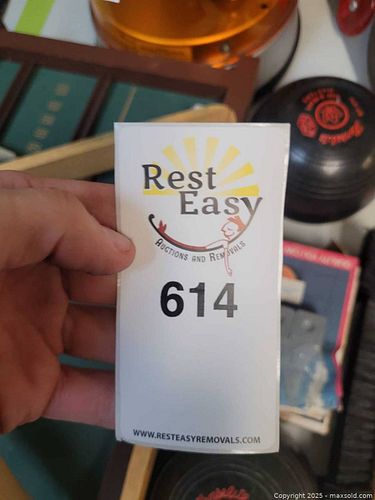 Rest
Easy
AUCTIONS AND REMOVALS
614
WWW.RESTEASYREMOVALS.COM
Copyright 2025 - maxsold.com